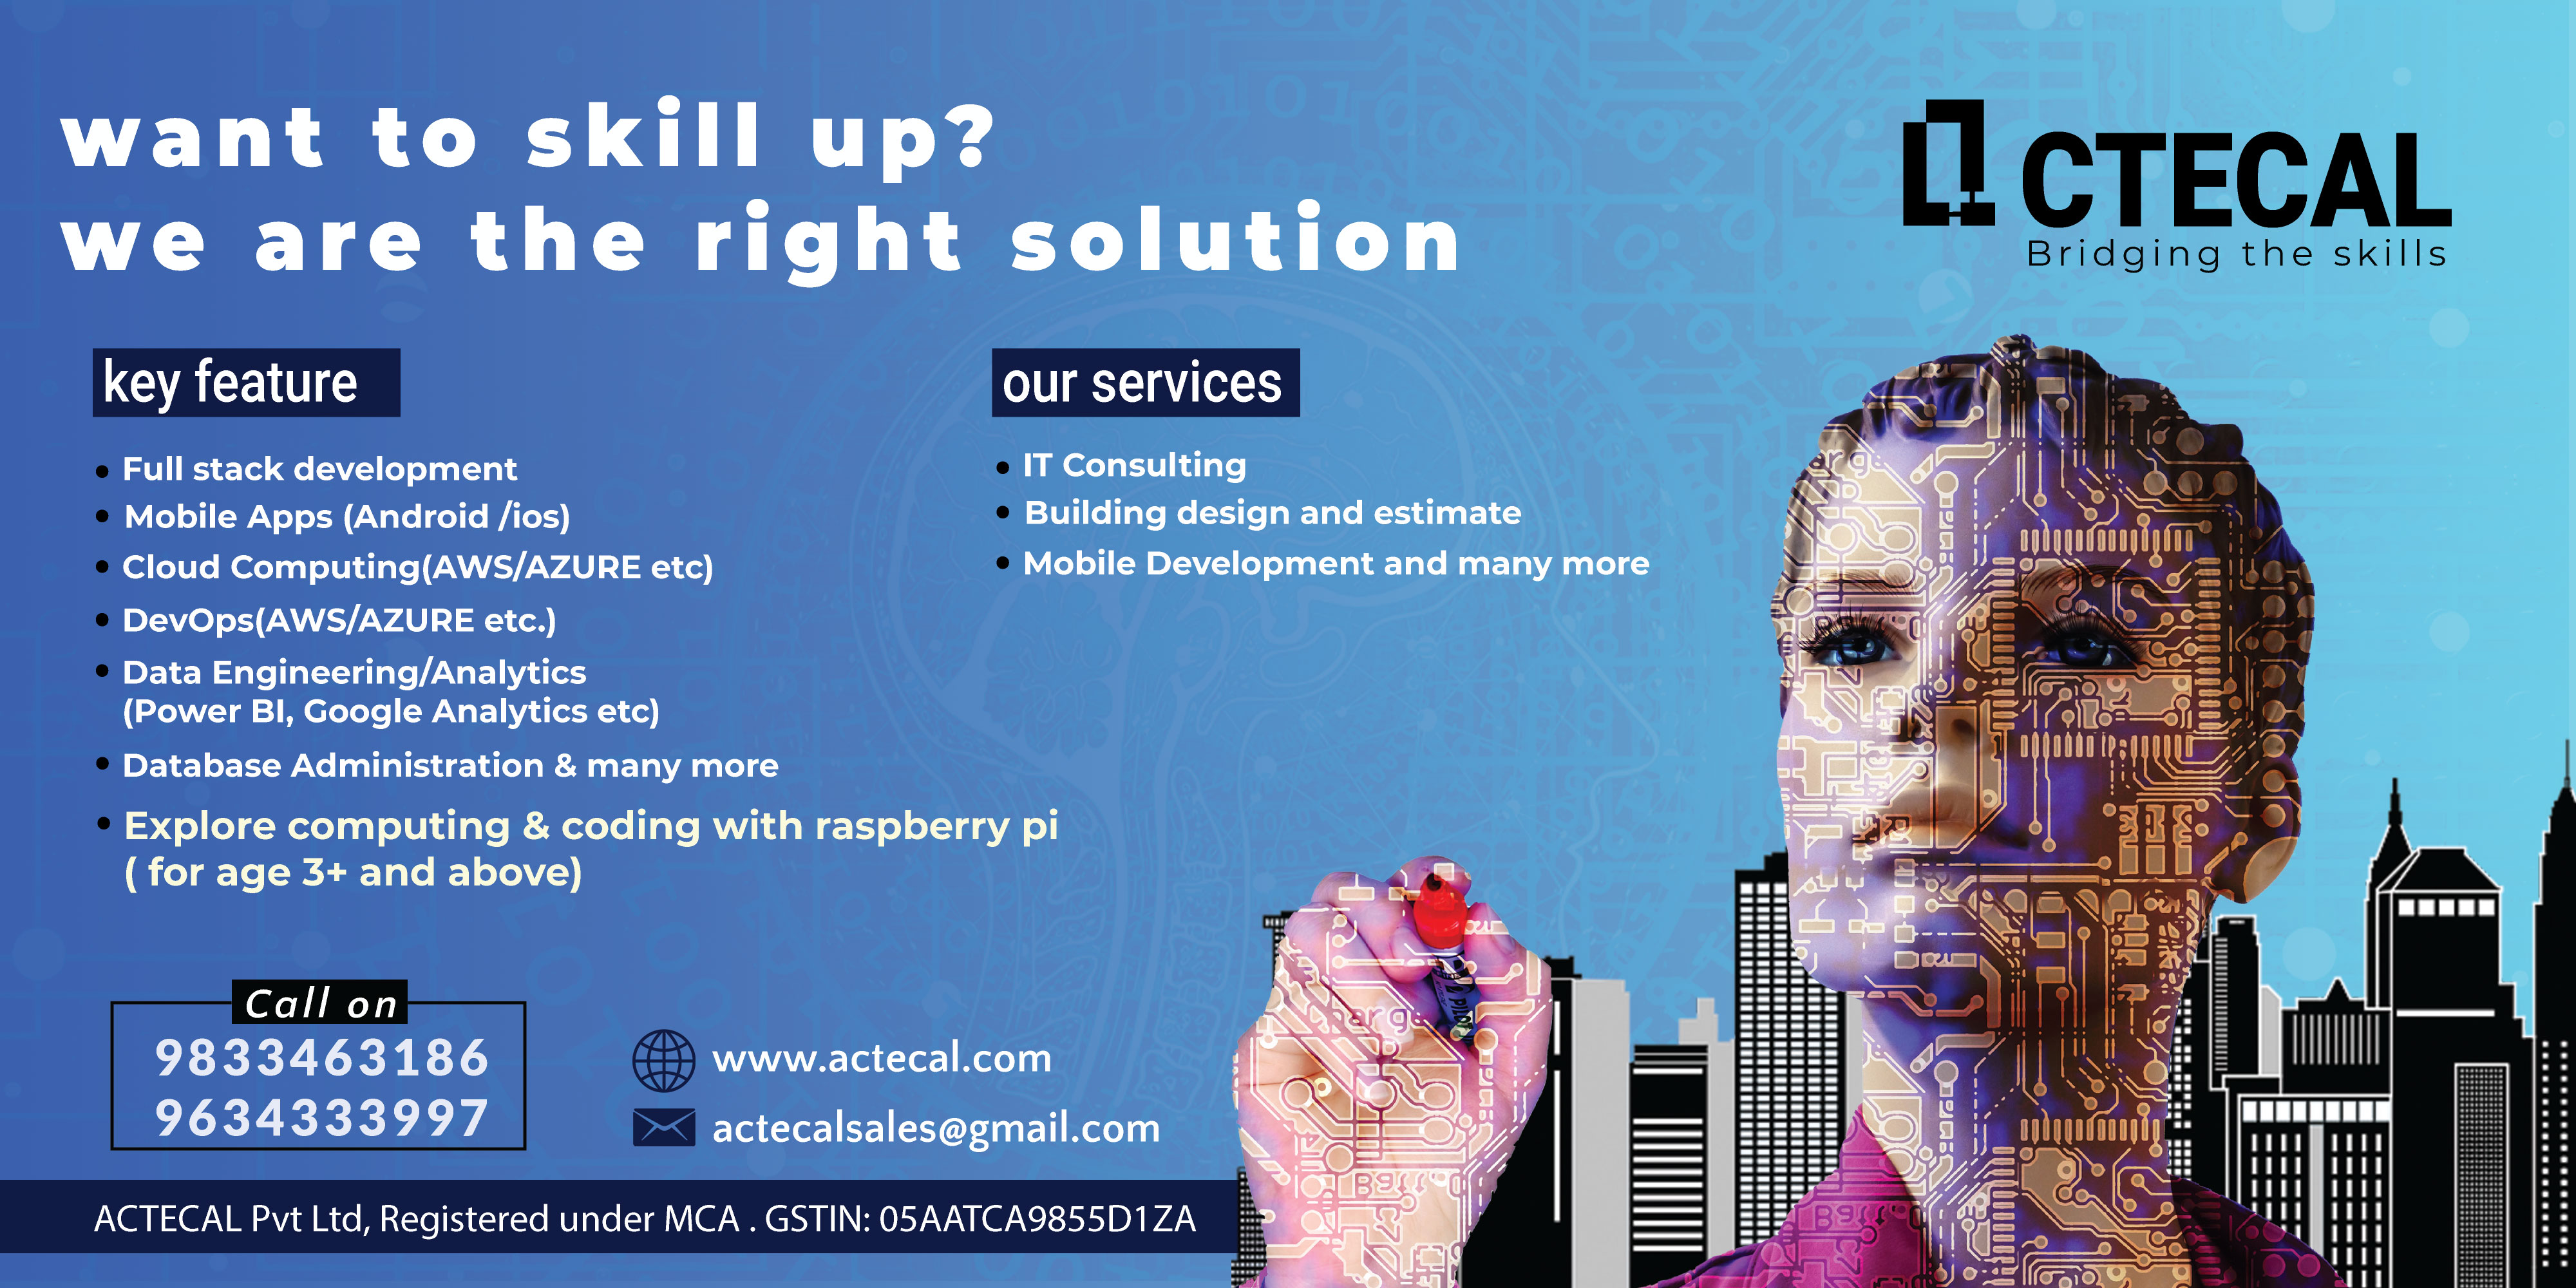 want to skill up?
we are the right solution
CTECAL
Bridging the skills
key feature
Full stack development
Mobile Apps (Android /ios)
Cloud Computing(AWS/AZURE etc)
DevOps(AWS/AZURE etc.)
Data Engineering/Analytics
(Power BI, Google Analytics etc)
Database Administration & many more
Explore computing & coding with raspberry pi
( for age 3+ and above)
our services
IT Consulting
Building design and estimate
Mobile Development and many more
Call on
9833463186
9634333997
www.actecal.com
actecalsales@gmail.com
ACTECAL Pvt Ltd, Registered under MCA . GSTIN: 05AATCA9855D1ZA